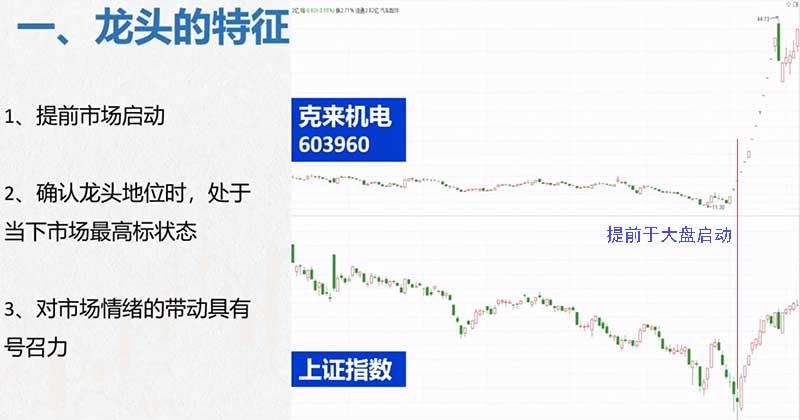 一、龙头的特征
1、提前市场启动
2、确认龙头地位时，处于
当下市场最高标状态
3、对市场情绪的带动具有
号召力
克来机电
603960
44.73
11.30
提前于大盘启动
上证指数